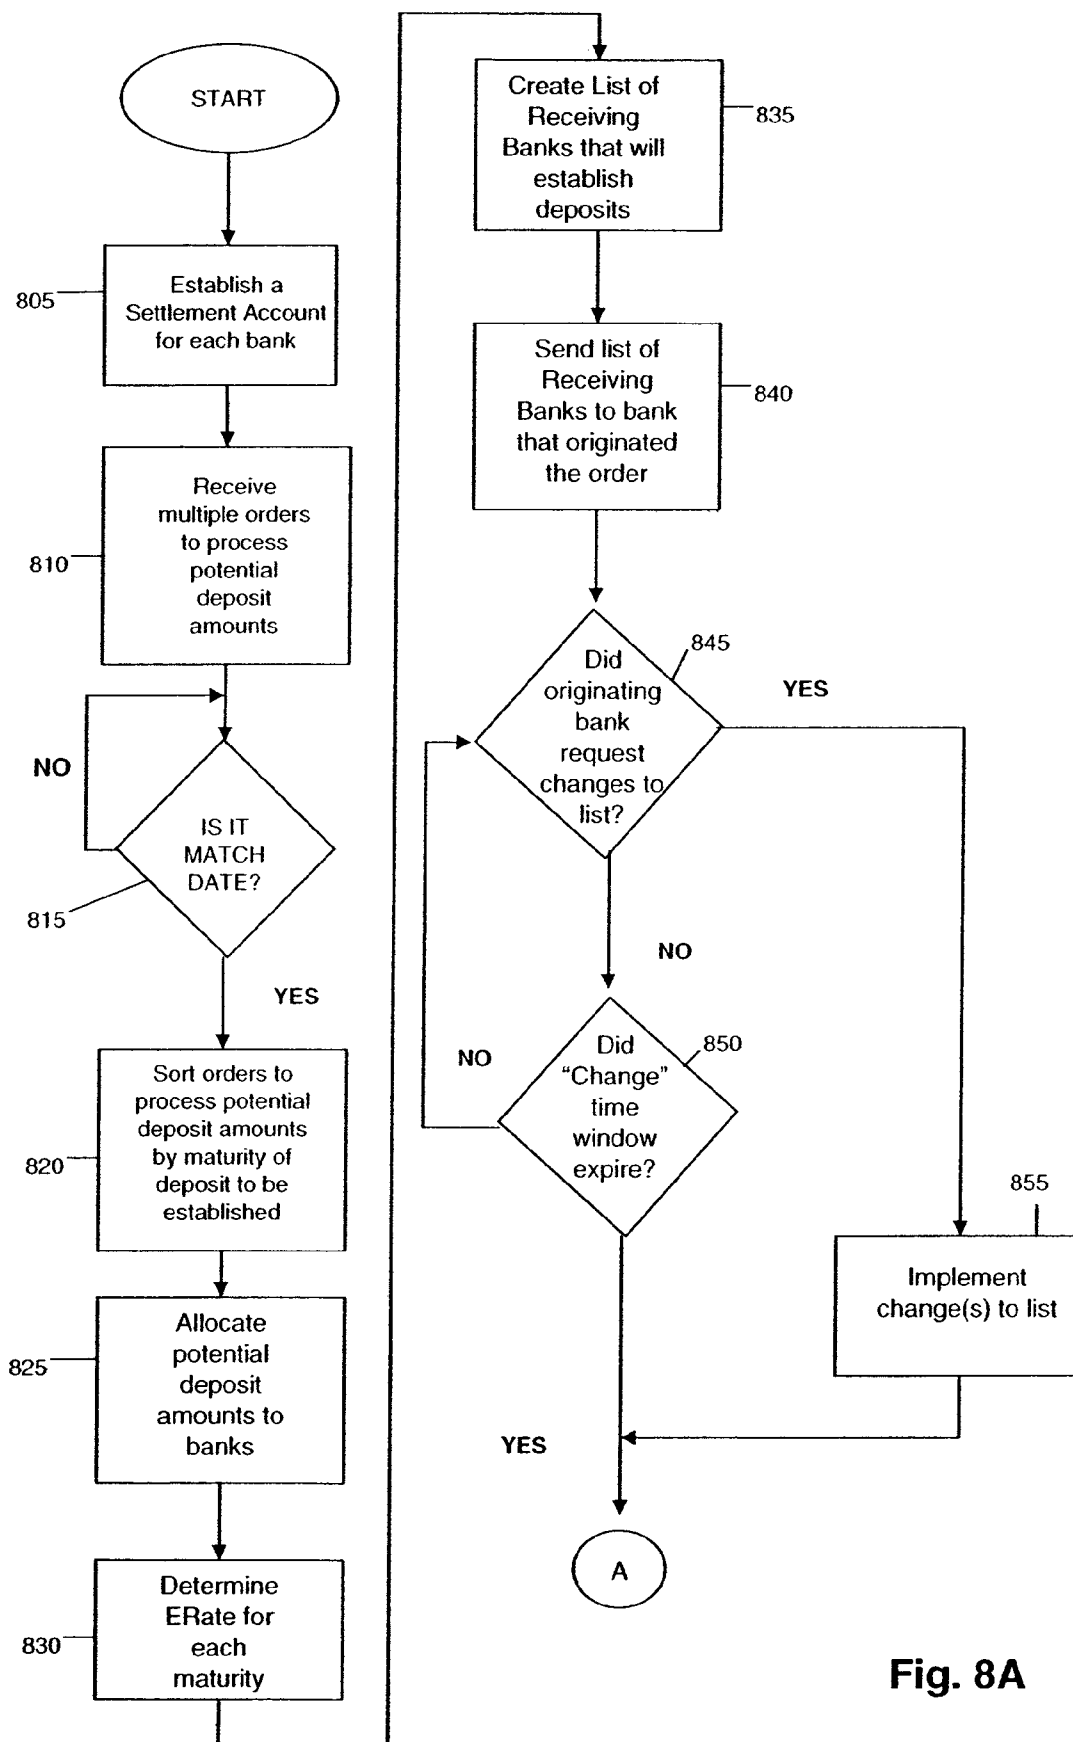 START
805
Establish a
Settlement Account
for each bank
810
Receive
multiple orders
to process
potential
deposit
amounts
NO
IS IT
MATCH
DATE?
815
YES
820
Sort orders to
process potential
deposit amounts
by maturity of
deposit to be
established
825
Allocate
potential
deposit
amounts to
banks
830
Determine
ERate for
each
maturity
Create List of
Receiving
Banks that will
establish
deposits
835
Send list of
Receiving
Banks to bank
that originated
the order
840
Did
originating
bank
request
changes to
list?
845
YES
NO
NO
Did
“Change”
time
window
expire?
850
855
Implement
change(s) to list
YES
A
Fig. 8A